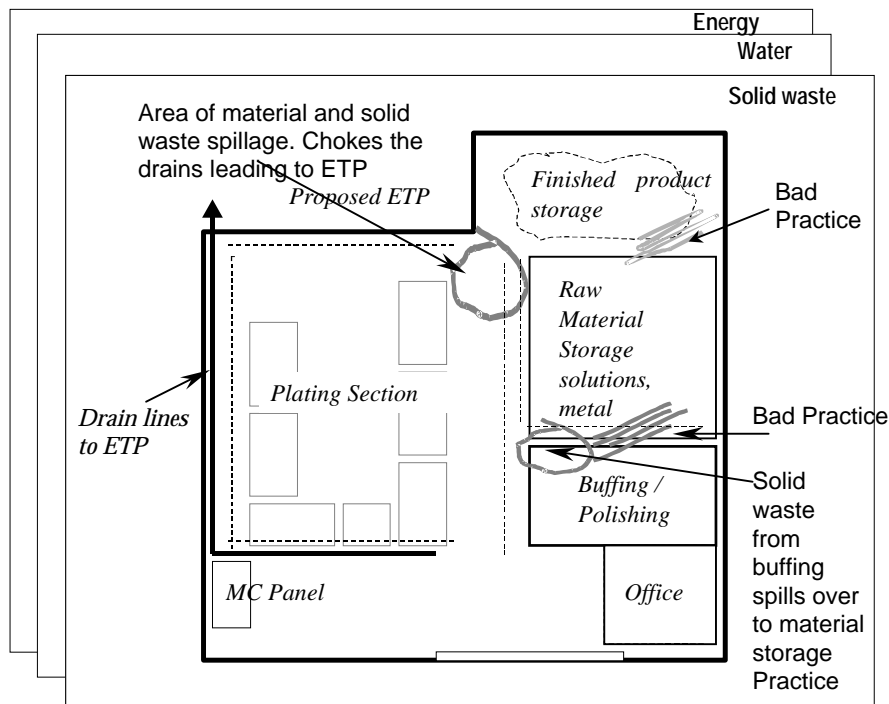 Energy
Water
Solid waste
Area of material and solid
waste spillage. Chokes the
drains leading to ETP
Proposed ETP
Finished product
storage
Bad
Practice
Raw
Material
Storage
solutions,
metal
Plating Section
Drain lines
to ETP
Bad Practice
Buffing /
Polishing
Solid
waste
from
buffing
spills over
to material
storage
Practice
MC Panel
Office